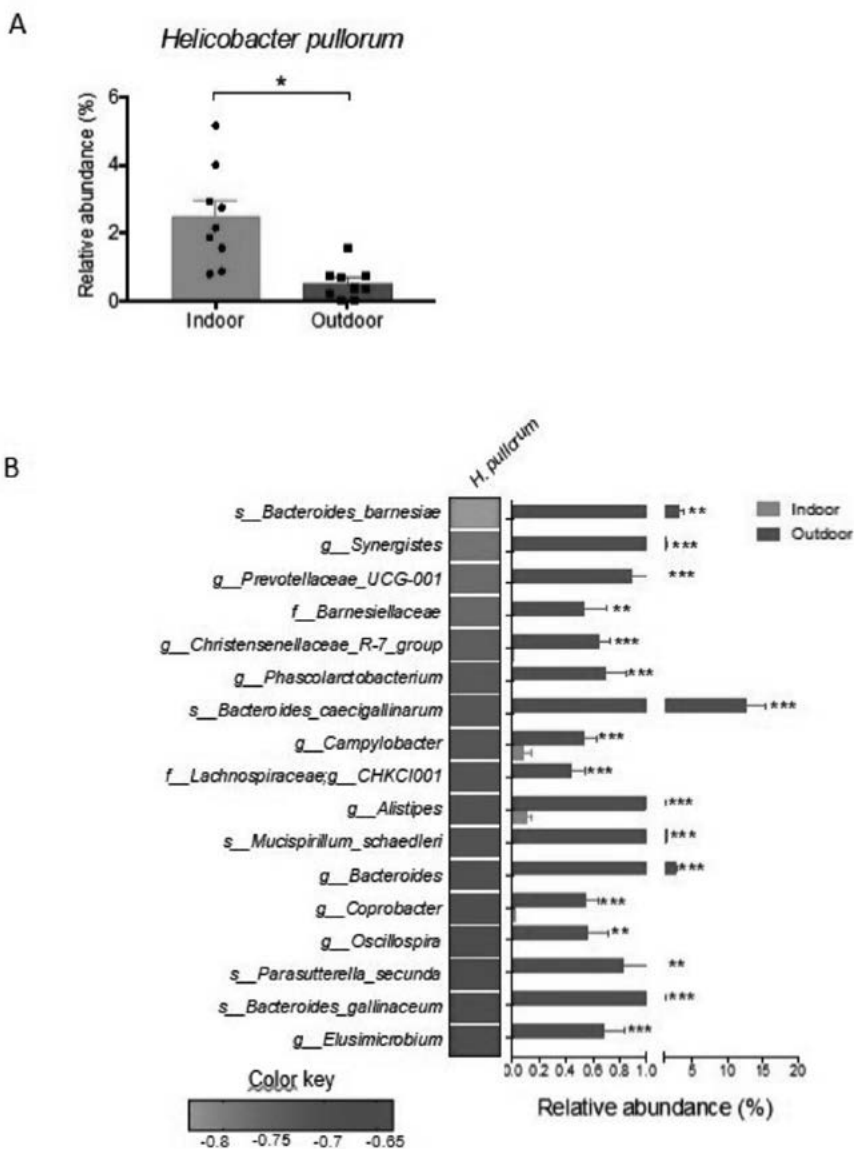 A
Helicobacter pullorum
*
Relative abundance (%)
6
4
2
0
Indoor
Outdoor
B
H. pullorum
s__Bacteroides_barnesiae
**
g__Synergistes
***
g__Prevotellaceae_UCG-001
***
f__Barnesiellaceae
**
g__Christensenellaceae_R-7_group
***
g__Phascolarctobacterium
***
s__Bacteroides_caecigallinarum
***
g__Campylobacter
***
f__Lachnospiraceae;g__CHKCI001
***
g__Alistipes
***
s__Mucispirillum_schaedleri
***
g__Bacteroides
***
g__Coprobacter
***
g__Oscillospira
**
s__Parasutterella_secunda
**
s__Bacteroides_gallinaceum
***
g__Elusimicrobium
***
Indoor
Outdoor
0.0 0.2 0.4 0.6 0.8 1.0 5 10 15 20
Relative abundance (%)
Color key
-0.8 -0.75 -0.7 -0.65